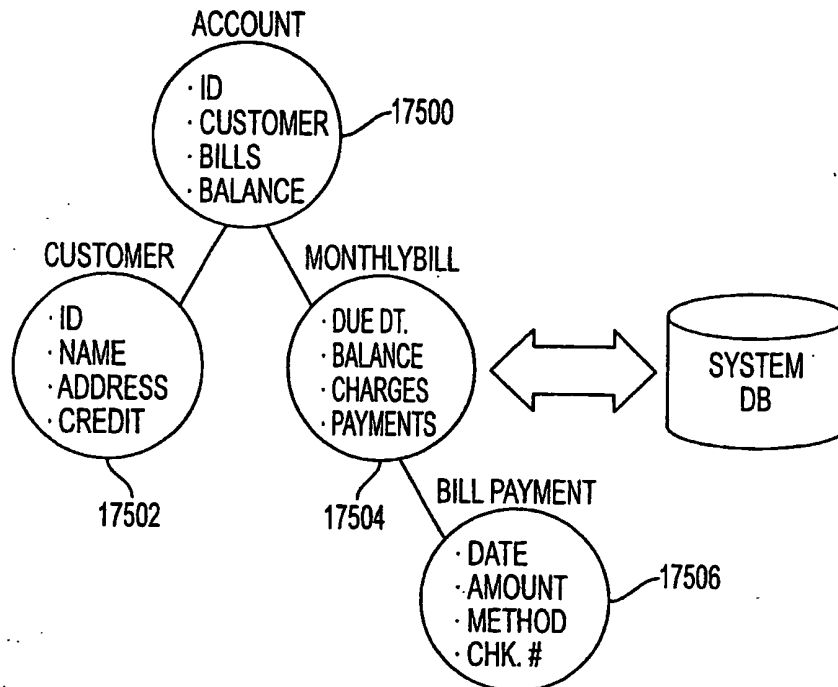 ACCOUNT
· ID
· CUSTOMER
· BILLS
· BALANCE
17500
CUSTOMER
· ID
· NAME
· ADDRESS
· CREDIT
17502
MONTHLYBILL
· DUE DT.
· BALANCE
· CHARGES
· PAYMENTS
17504
SYSTEM
DB
BILL PAYMENT
· DATE
· AMOUNT
· METHOD
· CHK. #
17506